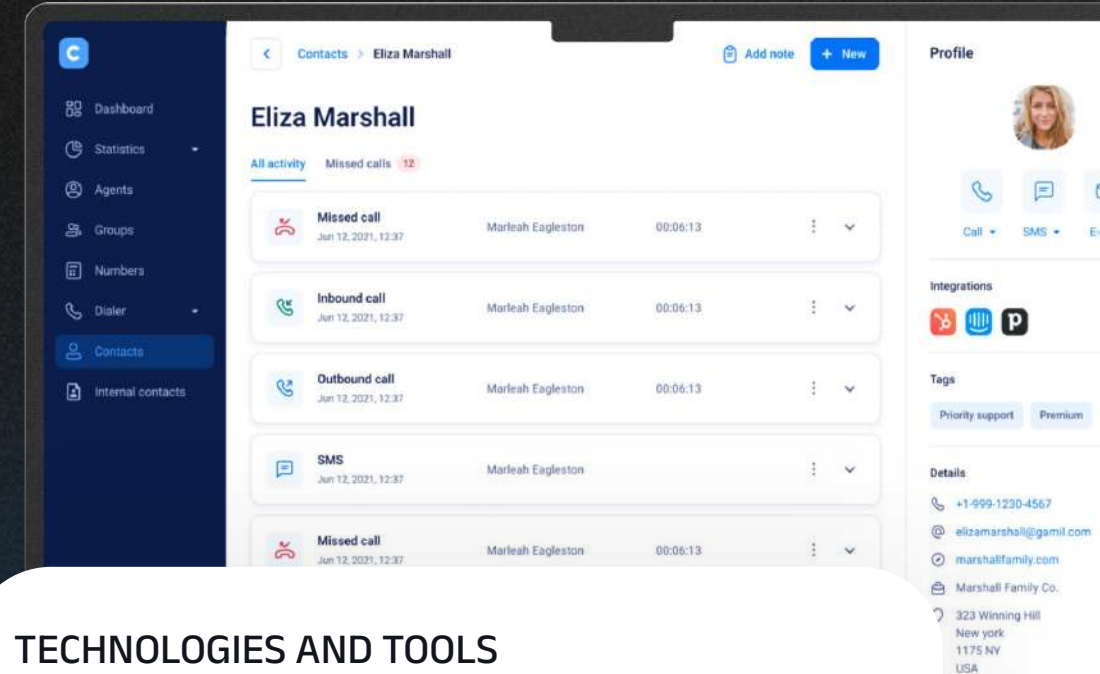 C
Dashboard
Statistics
Agents
Groups
Numbers
Dialer
Contacts
Internal contacts
Contacts > Eliza Marshall
Add note
+ New
Eliza Marshall
All activity Missed calls 12
Missed call
Jun 12, 2021, 12:37
Marleah Eagleston 00:06:13
Inbound call
Jun 12, 2021, 12:37
Marleah Eagleston 00:06:13
Outbound call
Jun 12, 2021, 12:37
Marleah Eagleston 00:06:13
SMS
Jun 12, 2021, 12:37
Marleah Eagleston
Missed call
Jun 12, 2021, 12:37
Marleah Eagleston 00:06:13
Profile
Call SMS E-
Integrations
p
Tags
Priority support Premium
Details
+1-999-1230-4567
elizamarshall@gamil.com
marshallfamily.com
Marshall Family Co.
323 Winning Hill
New york
1175 NY
USA
TECHNOLOGIES AND TOOLS